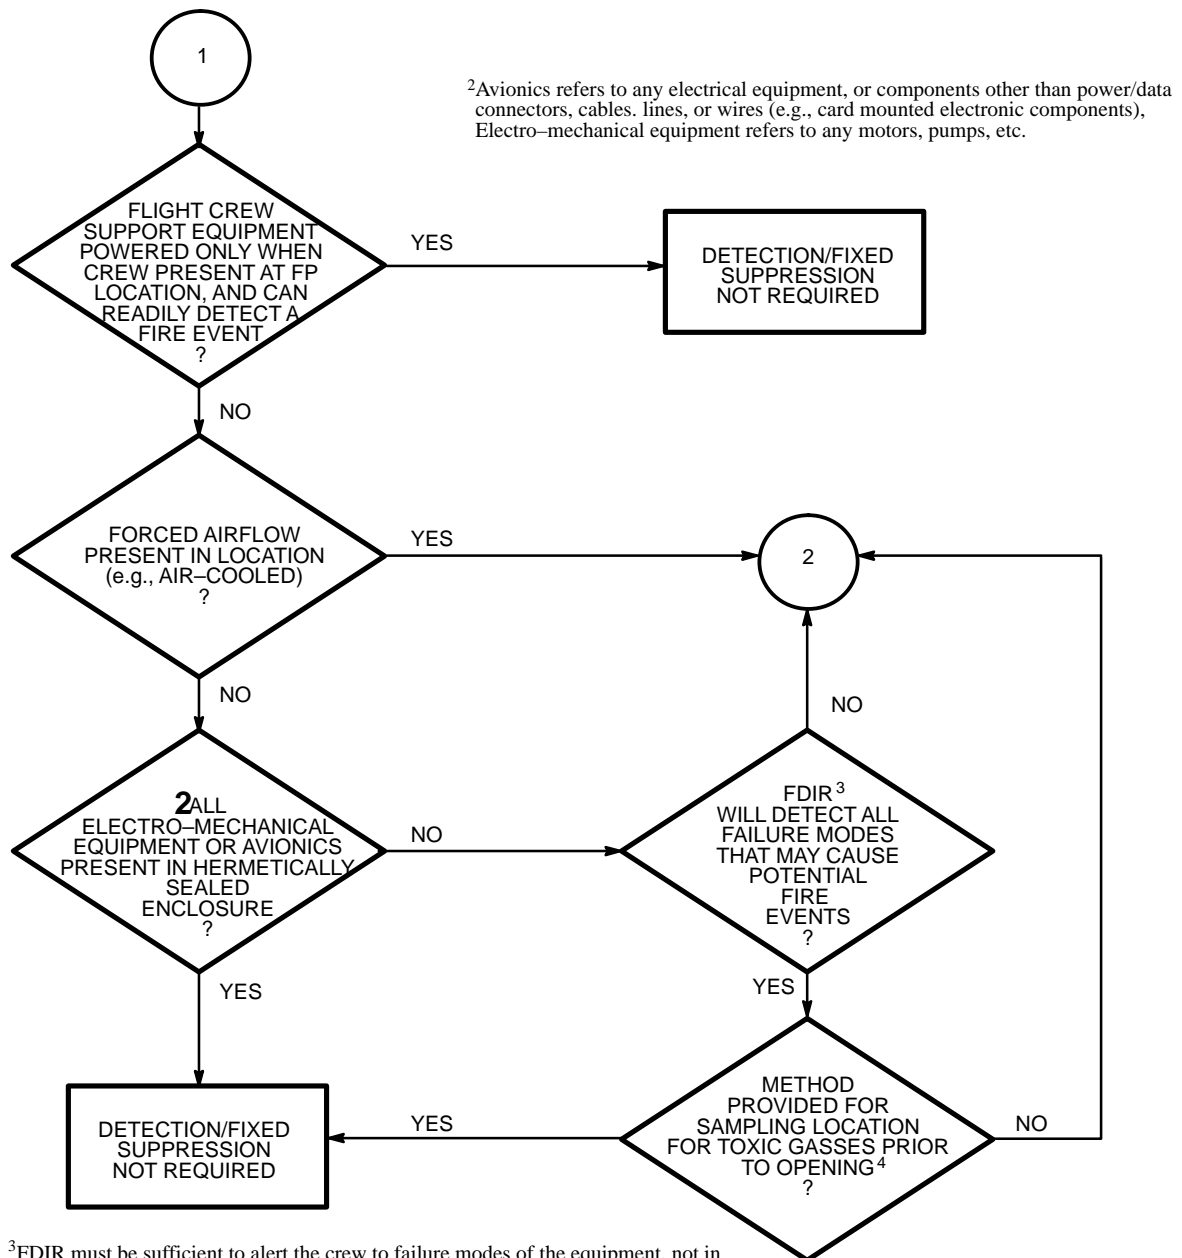 1
²Avionics refers to any electrical equipment, or components other than power/data
connectors, cables. lines, or wires (e.g., card mounted electronic components),
Electro–mechanical equipment refers to any motors, pumps, etc.
FLIGHT CREW
SUPPORT EQUIPMENT
POWERED ONLY WHEN
CREW PRESENT AT FP
LOCATION, AND CAN
READILY DETECT A
FIRE EVENT
?
YES
DETECTION/FIXED
SUPPRESSION
NOT REQUIRED
NO
FORCED AIRFLOW
PRESENT IN LOCATION
(e.g., AIR–COOLED)
?
YES
2
NO
NO
2ALL
ELECTRO–MECHANICAL
EQUIPMENT OR AVIONICS
PRESENT IN HERMETICALLY
SEALED
ENCLOSURE
?
NO
FDIR³
WILL DETECT ALL
FAILURE MODES
THAT MAY CAUSE
POTENTIAL
FIRE
EVENTS
?
YES
YES
DETECTION/FIXED
SUPPRESSION
NOT REQUIRED
YES
METHOD
PROVIDED FOR
SAMPLING LOCATION
FOR TOXIC GASSES PRIOR
TO OPENING⁴
?
NO
³FDIR must be sufficient to alert the crew to failure modes of the equipment, not in